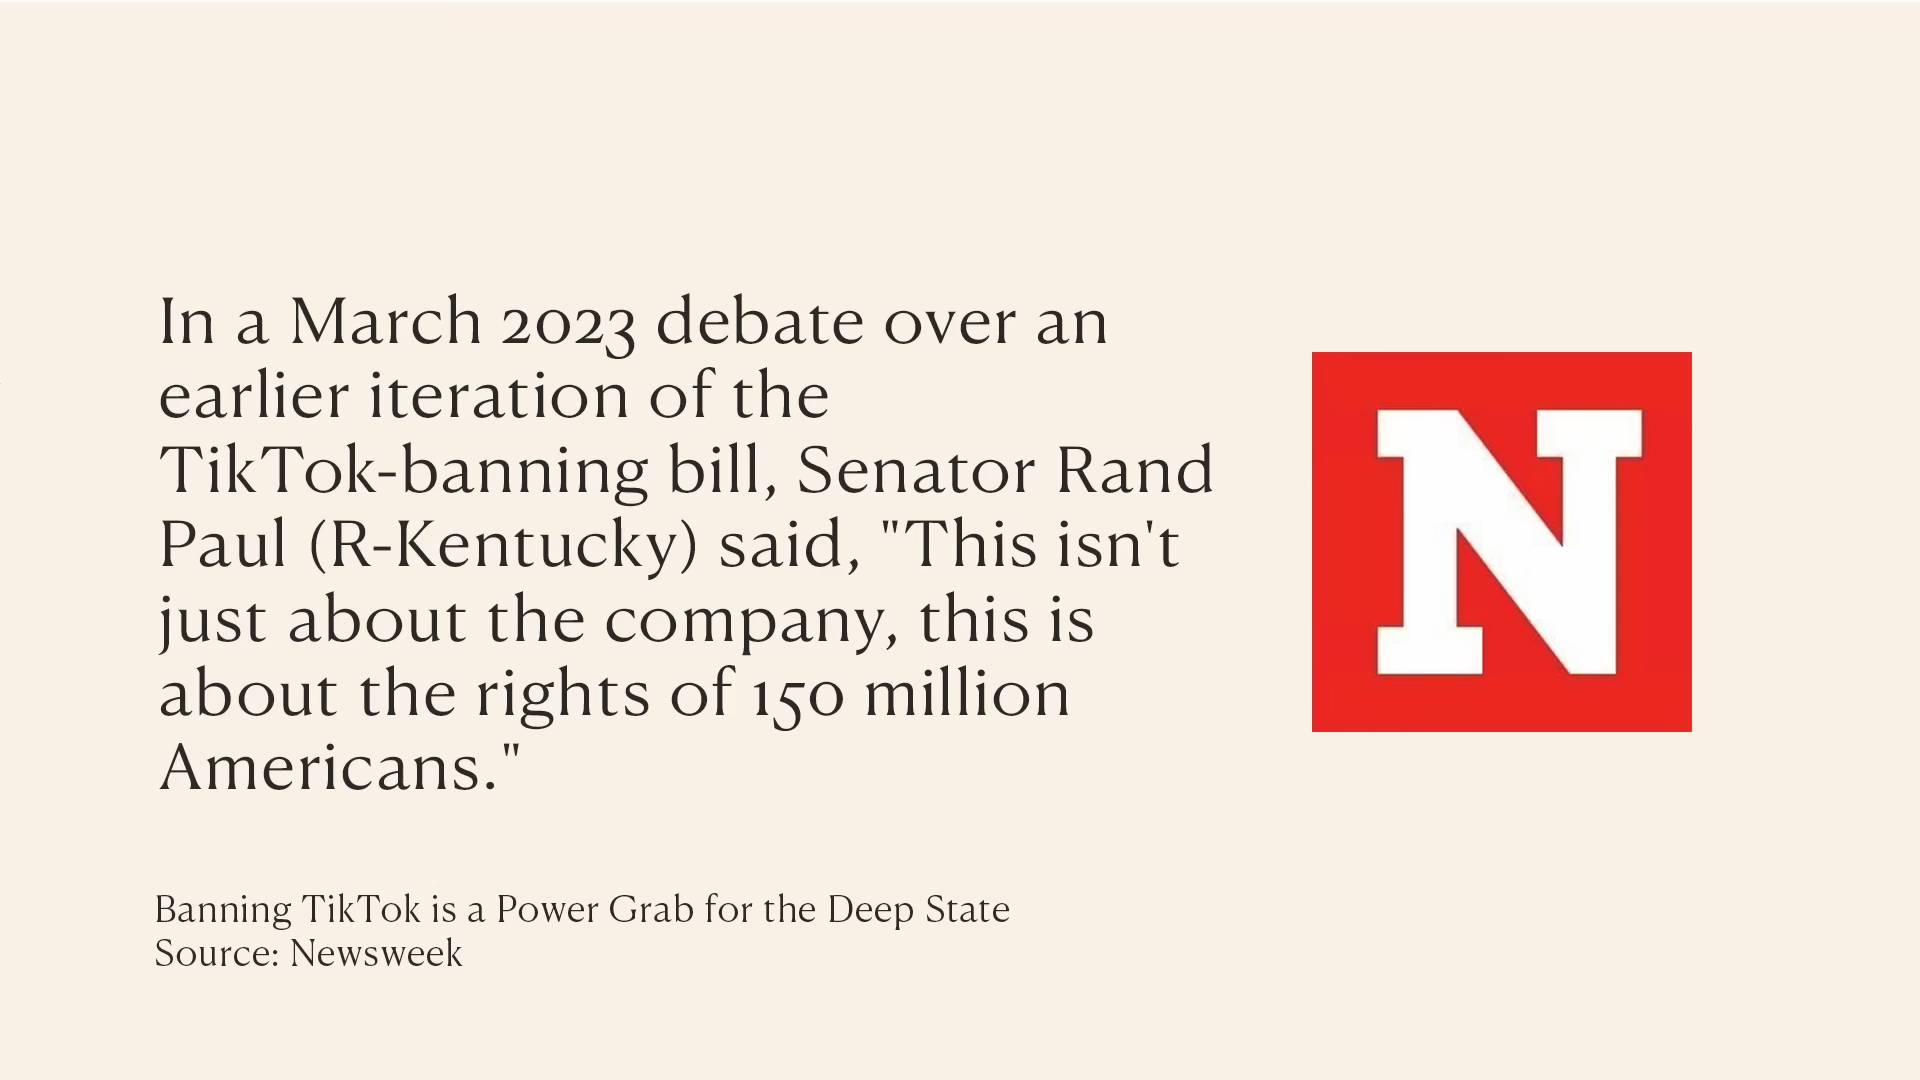 In a March 2023 debate over an
earlier iteration of the
TikTok-banning bill, Senator Rand
Paul (R-Kentucky) said, "This isn't
just about the company, this is
about the rights of 150 million
Americans."
N
Banning TikTok is a Power Grab for the Deep State
Source: Newsweek